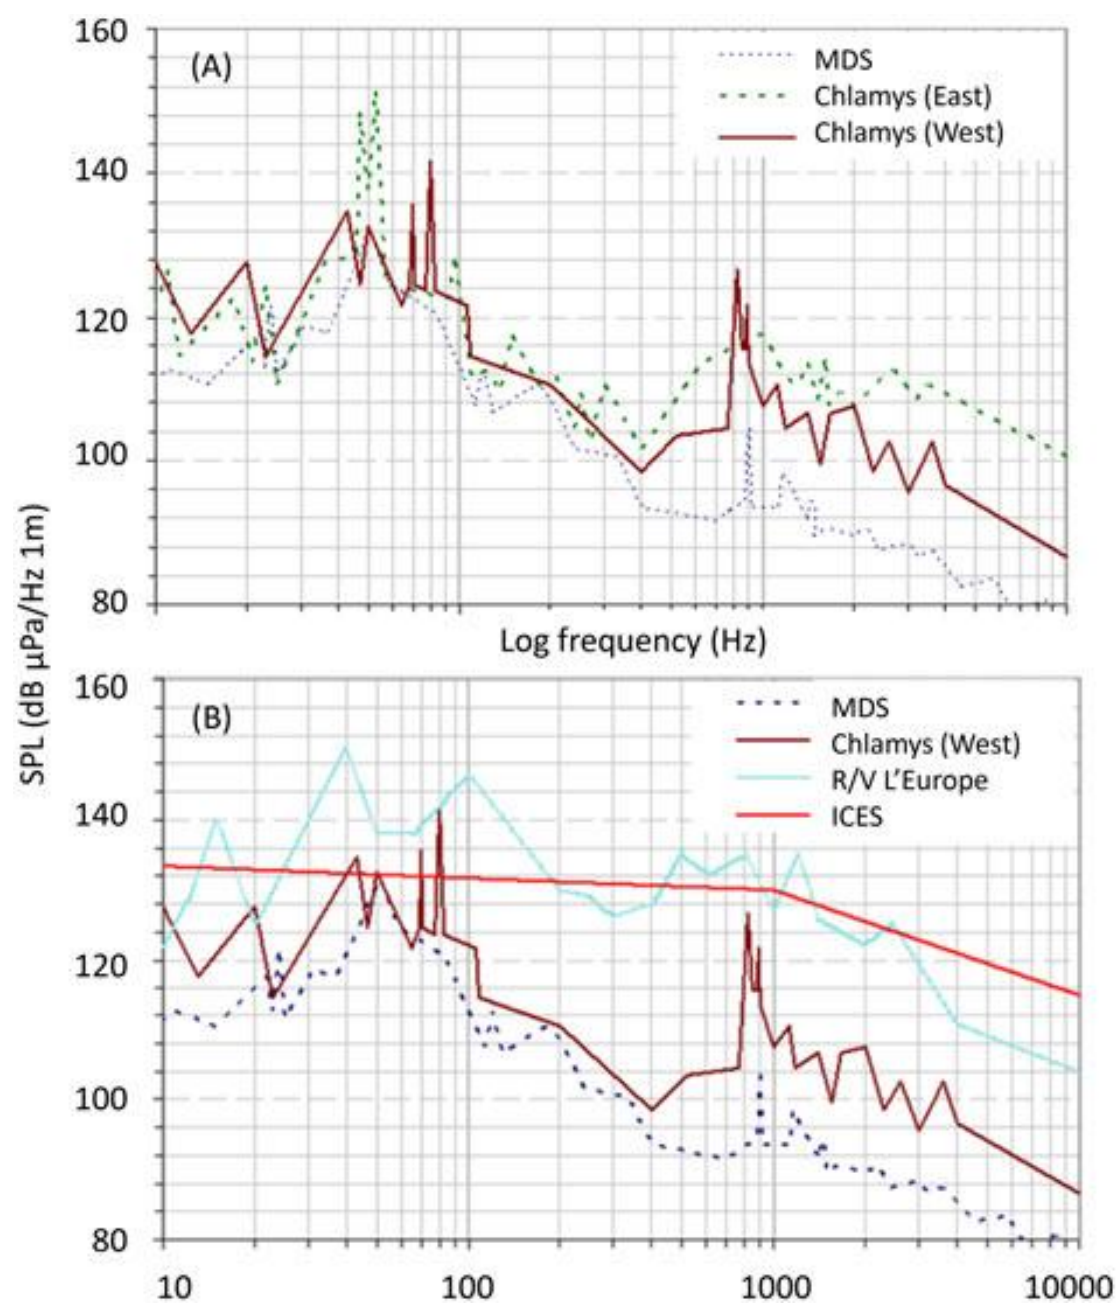 160
140
120
100
80
(A)
MDS
Chlamys (East)
Chlamys (West)
Log frequency (Hz)
SPL (dB µPa/Hz 1m)
160
140
120
100
80
(B)
MDS
Chlamys (West)
R/V L'Europe
ICES
10 100 1000 10000